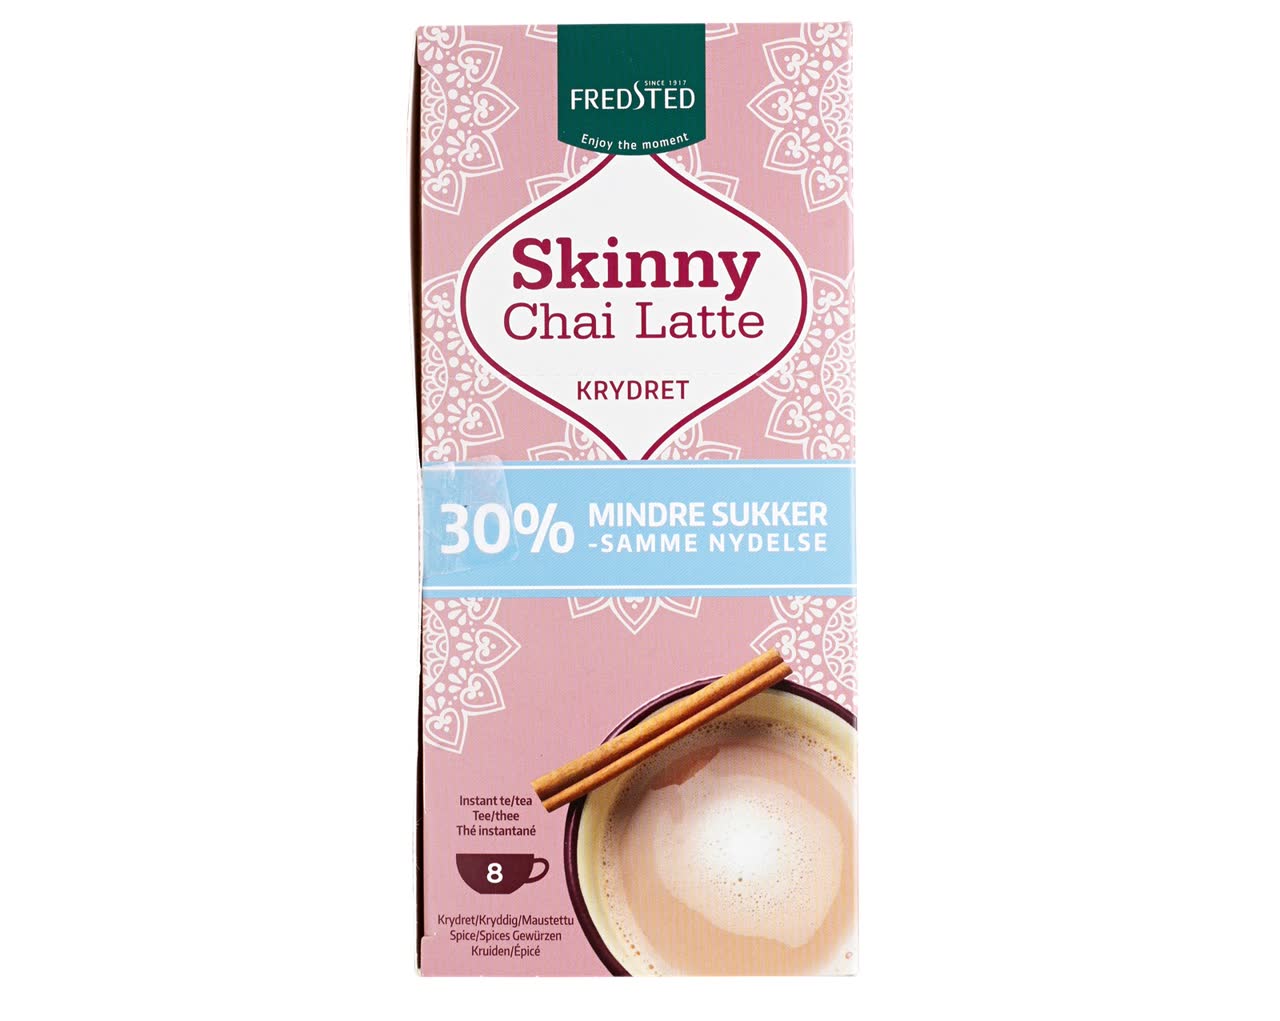 SINCE 1917
FREDSTED
Enjoy the moment
Skinny
Chai Latte
KRYDRET
30% MINDRE SUKKER
-SAMME NYDELSE
Instant te/tea
Tee/thee
Thé instantané
8
Krydret/Kryddig/Maustettu
Spice/Spices Gewürzen
Kruiden/Épicé